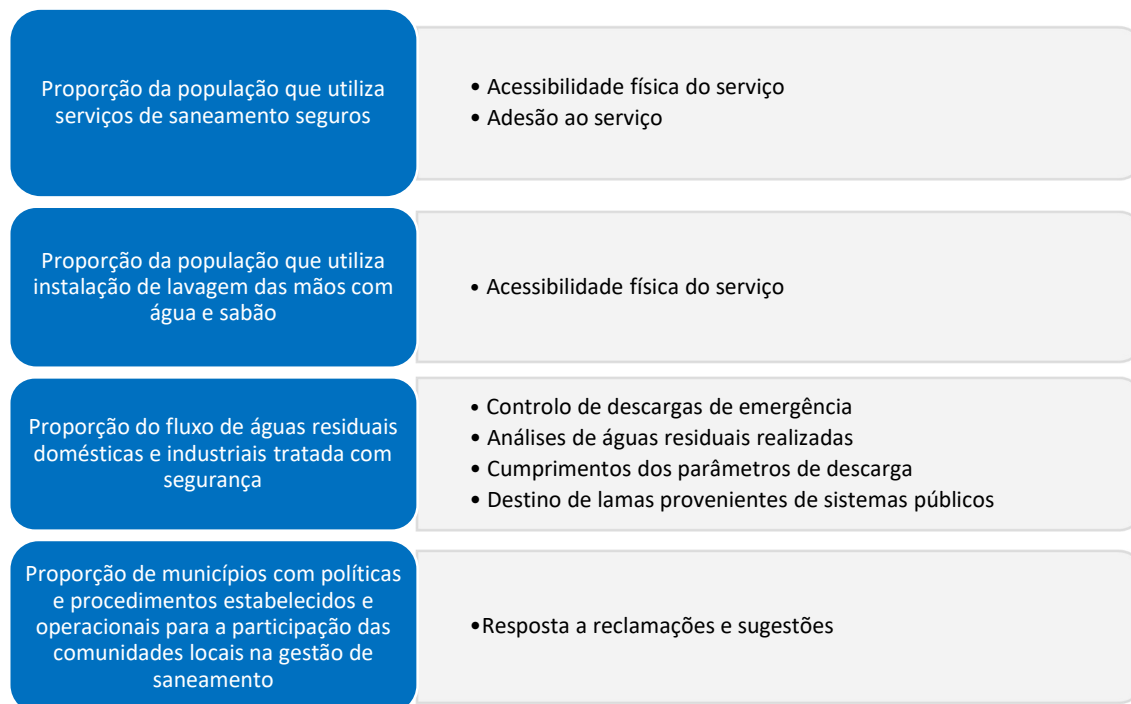 Proporção da população que utiliza
serviços de saneamento seguros
• Acessibilidade física do serviço
• Adesão ao serviço
Proporção da população que utiliza
instalação de lavagem das mãos com
água e sabão
• Acessibilidade física do serviço
Proporção do fluxo de águas residuais
domésticas e industriais tratada com
segurança
• Controlo de descargas de emergência
• Análises de águas residuais realizadas
• Cumprimentos dos parâmetros de descarga
• Destino de lamas provenientes de sistemas públicos
Proporção de municípios com políticas
e procedimentos estabelecidos e
operacionais para a participação das
comunidades locais na gestão de
saneamento
•Resposta a reclamações e sugestões